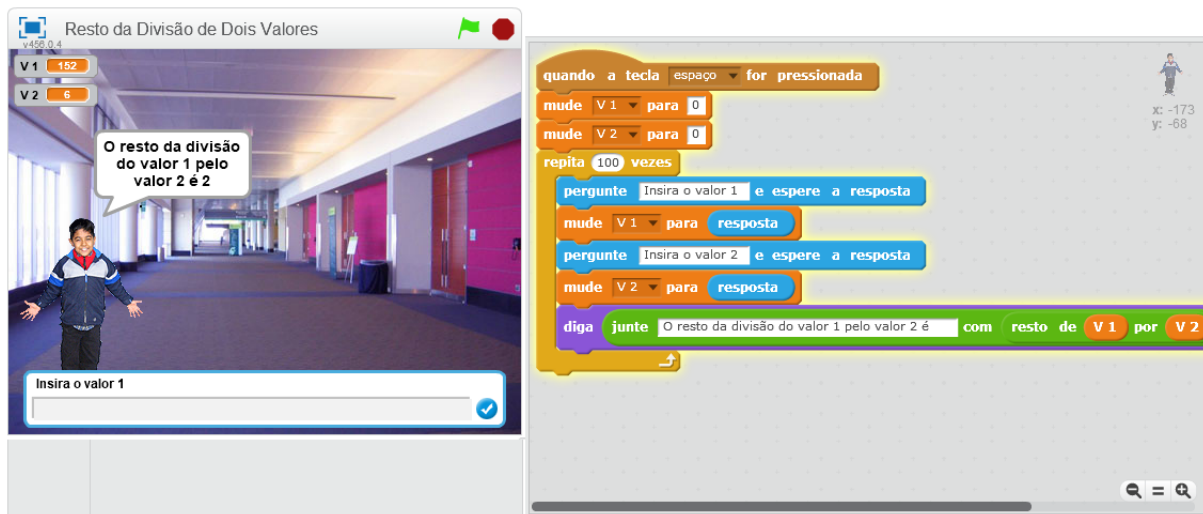 Resto da Divisão de Dois Valores
v456.0.4
V 1 152
V 2 6
O resto da divisão
do valor 1 pelo
valor 2 é 2
Insira o valor 1
quando a tecla espaço for pressionada
mude V 1 para 0
mude V 2 para 0
repita 100 vezes
pergunte Insira o valor 1 e espere a resposta
mude V 1 para resposta
pergunte Insira o valor 2 e espere a resposta
mude V 2 para resposta
diga junte O resto da divisão do valor 1 pelo valor 2 é com resto de V 1 por V 2
x: -173
y: -68